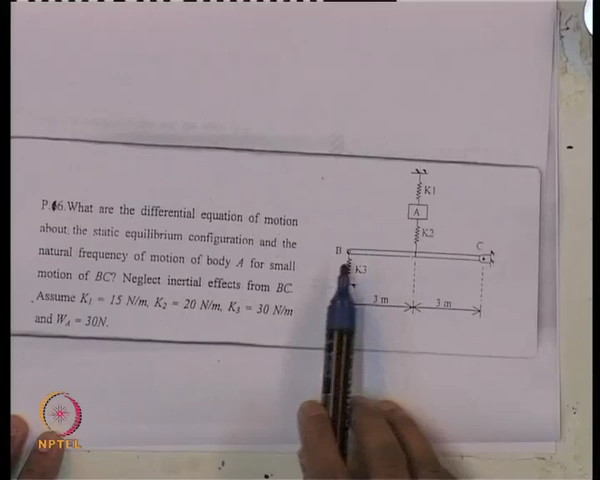 P.6.What are the differential equation of motion
about the static equilibrium configuration and the
natural frequency of motion of body A for small
motion of BC? Neglect inertial effects from BC.
Assume K1 = 15 N/m, K2 = 20 N/m, K3 = 30 N/m
and WA = 30N.
K1
A
K2
B
C
K3
3 m
3 m
NPTEL